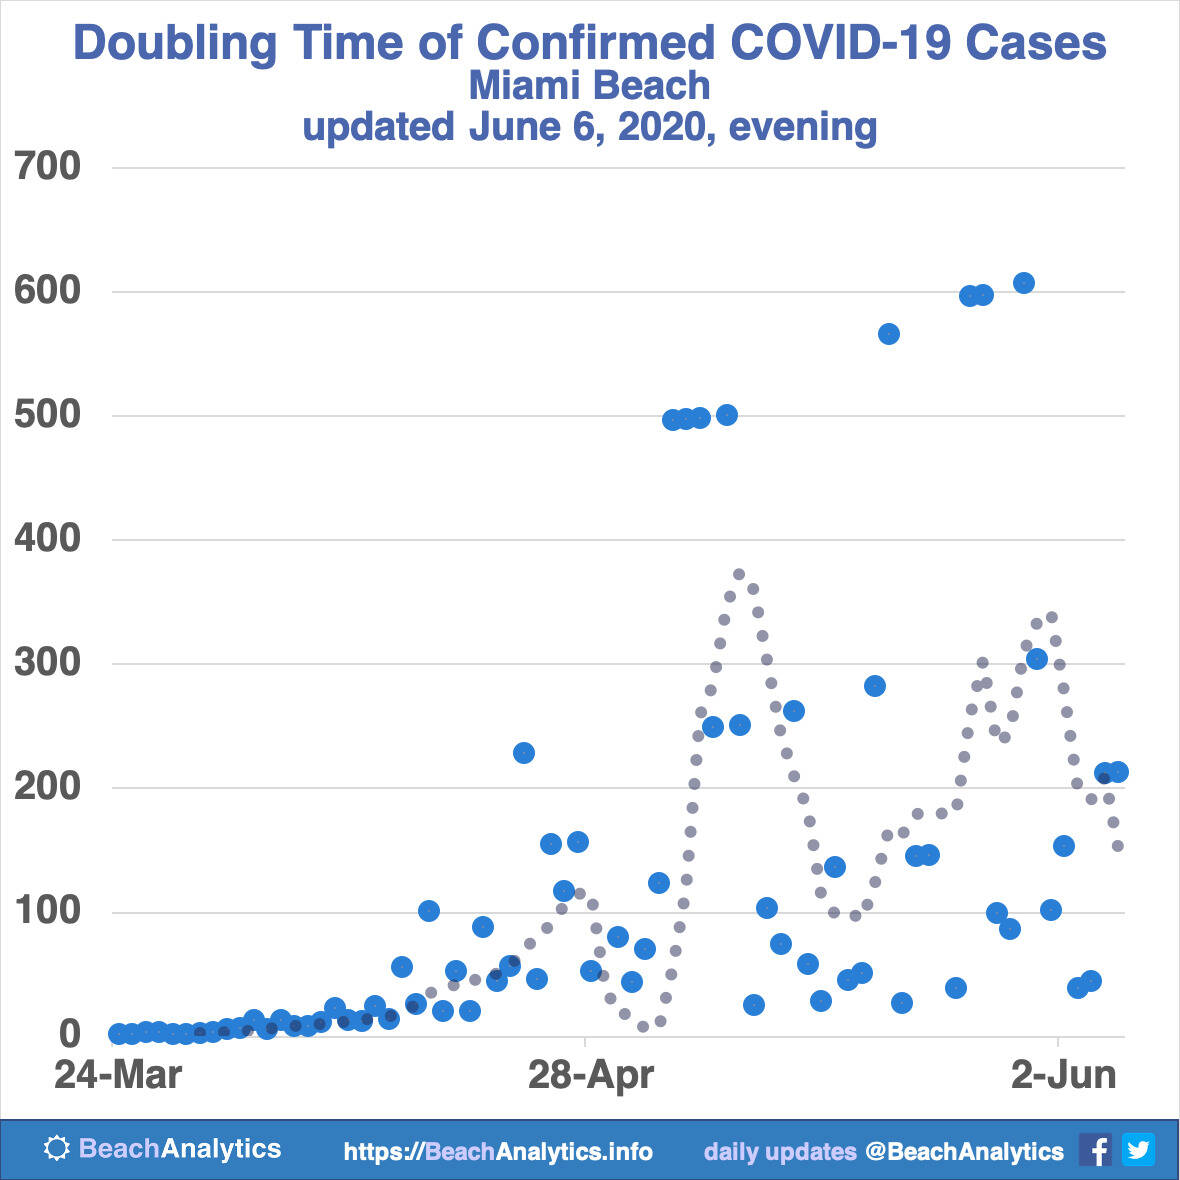 Doubling Time of Confirmed COVID-19 Cases
Miami Beach
updated June 6, 2020, evening
700
600
500
400
300
200
100
0
24-Mar 28-Apr 2-Jun
BeachAnalytics https://BeachAnalytics.info daily updates @BeachAnalytics